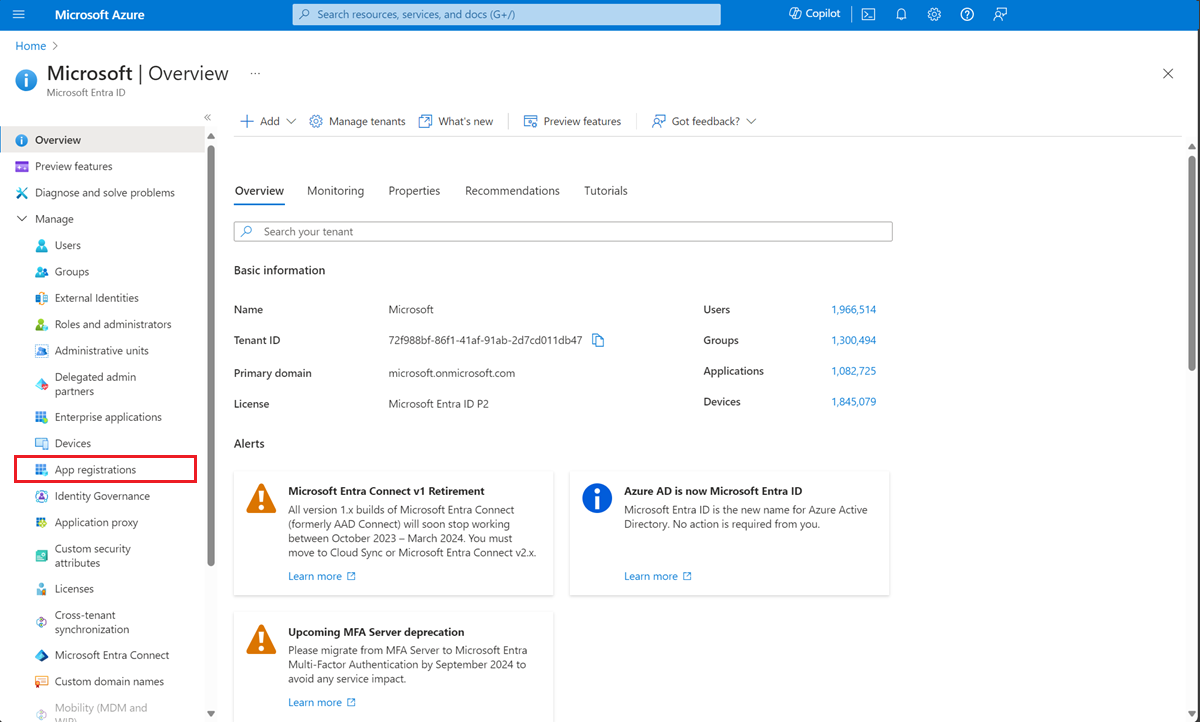 Microsoft Azure
Search resources, services, and docs (G+/)
Copilot
Home
Microsoft | Overview
...
Microsoft Entra ID
Overview
Preview features
Diagnose and solve problems
Manage
Users
Groups
External Identities
Roles and administrators
Administrative units
Delegated admin
partners
Enterprise applications
Devices
App registrations
Identity Governance
Application proxy
Custom security
attributes
Licenses
Cross-tenant
synchronization
Microsoft Entra Connect
Custom domain names
Mobility (MDM and
WIP)
Add
Manage tenants
What's new
Preview features
Got feedback?
Overview
Monitoring
Properties
Recommendations
Tutorials
Search your tenant
Basic information
Name
Microsoft
Users
1,966,514
Tenant ID
72f988bf-86f1-41af-91ab-2d7cd011db47
Groups
1,300,494
Primary domain
microsoft.onmicrosoft.com
Applications
1,082,725
License
Microsoft Entra ID P2
Devices
1,845,079
Alerts
Microsoft Entra Connect v1 Retirement
All version 1.x builds of Microsoft Entra Connect
(formerly AAD Connect) will soon stop working
between October 2023 – March 2024. You must
move to Cloud Sync or Microsoft Entra Connect v2.x.
Learn more
Azure AD is now Microsoft Entra ID
Microsoft Entra ID is the new name for Azure Active
Directory. No action is required from you.
Learn more
Upcoming MFA Server deprecation
Please migrate from MFA Server to Microsoft Entra
Multi-Factor Authentication by September 2024 to
avoid any service impact.
Learn more